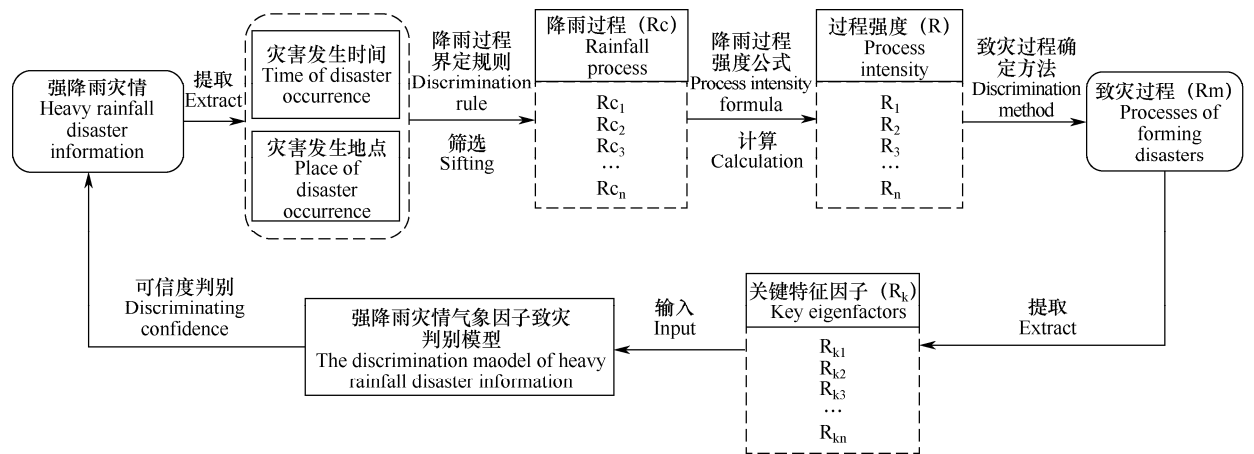 强降雨灾情
Heavy rainfall
disaster
information
提取
Extract
灾害发生时间
Time of disaster
occurrence
灾害发生地点
Place of
disaster
occurrence
降雨过程
界定规则
Discrimination
rule
筛选
Sifting
降雨过程（Rc）
Rainfall
process
Rc1
Rc2
Rc3
…
Rcn
降雨过程
强度公式
Process intensity
formula
计算
Calculation
过程强度（R）
Process
intensity
R1
R2
R3
…
Rn
致灾过程确
定方法
Discrimination
method
致灾过程（Rm）
Processes of
forming
disasters
提取
Extract
关键特征因子（Rk）
Key eigenfactors
Rk1
Rk2
Rk3
…
Rkn
输入
Input
强降雨灾情气象因子致灾
判别模型
The discrimination maodel of heavy
rainfall disaster information
可信度判别
Discriminating
confidence